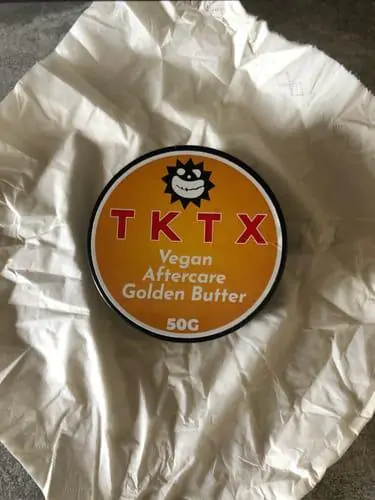 TKTX
Vegan
Aftercare
Golden Butter
50G